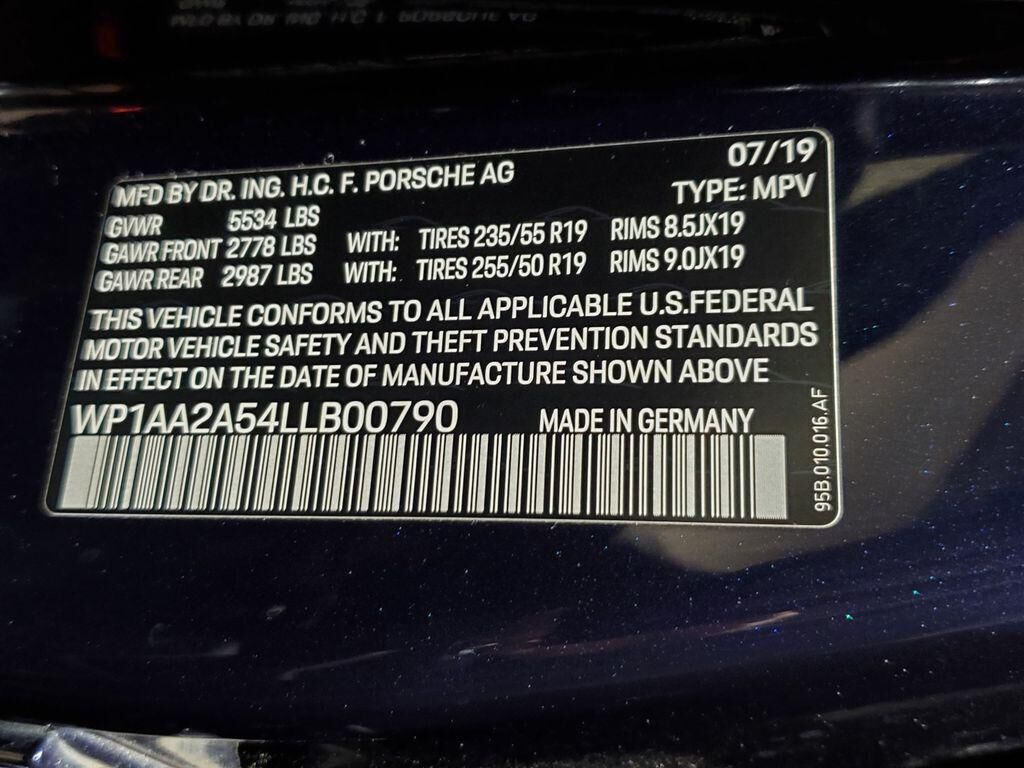 MFD BY DR. ING. H.C. F. PORSCHE AG 07/19
GVWR 5534 LBS TYPE: MPV
GAWR FRONT 2778 LBS WITH: TIRES 235/55 R19 RIMS 8.5JX19
GAWR REAR 2987 LBS WITH: TIRES 255/50 R19 RIMS 9.0JX19
THIS VEHICLE CONFORMS TO ALL APPLICABLE U.S.FEDERAL
MOTOR VEHICLE SAFETY AND THEFT PREVENTION STANDARDS
IN EFFECT ON THE DATE OF MANUFACTURE SHOWN ABOVE
WP1AA2A54LLB00790 MADE IN GERMANY
95B.010.016.AF